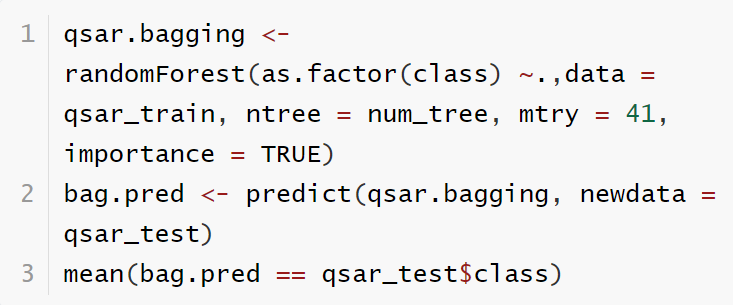 1 qsar.bagging <-
randomForest(as.factor(class) ~.,data =
qsar_train, ntree = num_tree, mtry = 41,
importance = TRUE)
2 bag.pred <- predict(qsar.bagging, newdata =
qsar_test)
3 mean(bag.pred == qsar_test$class)